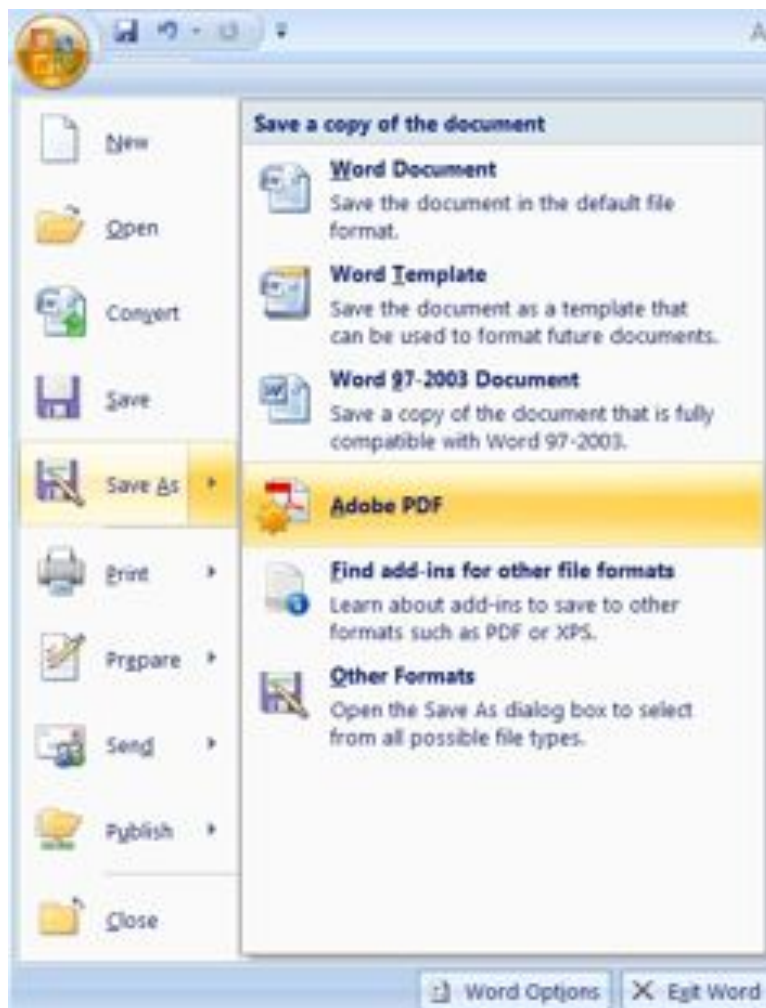 A
New
Open
Convert
Save
Save As
Print
Prepare
Send
Publish
Close
Save a copy of the document
Word Document
Save the document in the default file
format.
Word Template
Save the document as a template that
can be used to format future documents.
Word 97-2003 Document
Save a copy of the document that is fully
compatible with Word 97-2003.
Adobe PDF
Find add-ins for other file formats
Learn about add-ins to save to other
formats such as PDF or XPS.
Other Formats
Open the Save As dialog box to select
from all possible file types.
Word Options
Exit Word